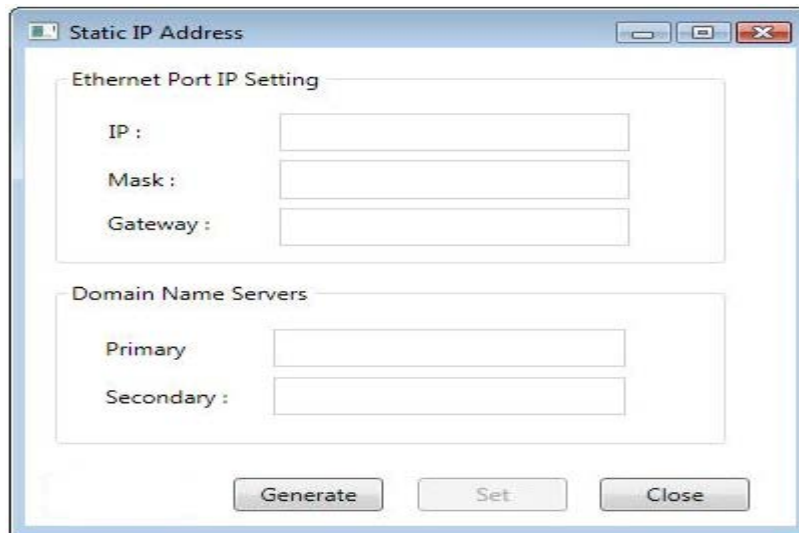 Static IP Address
Ethernet Port IP Setting
IP :
Mask :
Gateway :
Domain Name Servers
Primary
Secondary :
Generate Set Close